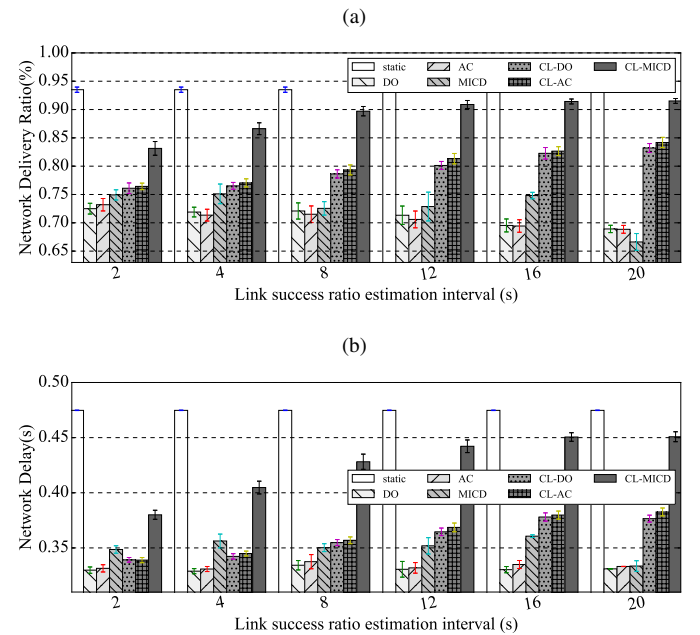 (a)
Network Delivery Ratio(%)
1.00
0.95
0.90
0.85
0.80
0.75
0.70
0.65
static AC CL-DO CL-MICD
DO MICD CL-AC
2 4 8 12 16 20
Link success ratio estimation interval (s)
(b)
Network Delay(s)
0.50
0.45
0.40
0.35
static AC CL-DO CL-MICD
DO MICD CL-AC
2 4 8 12 16 20
Link success ratio estimation interval (s)